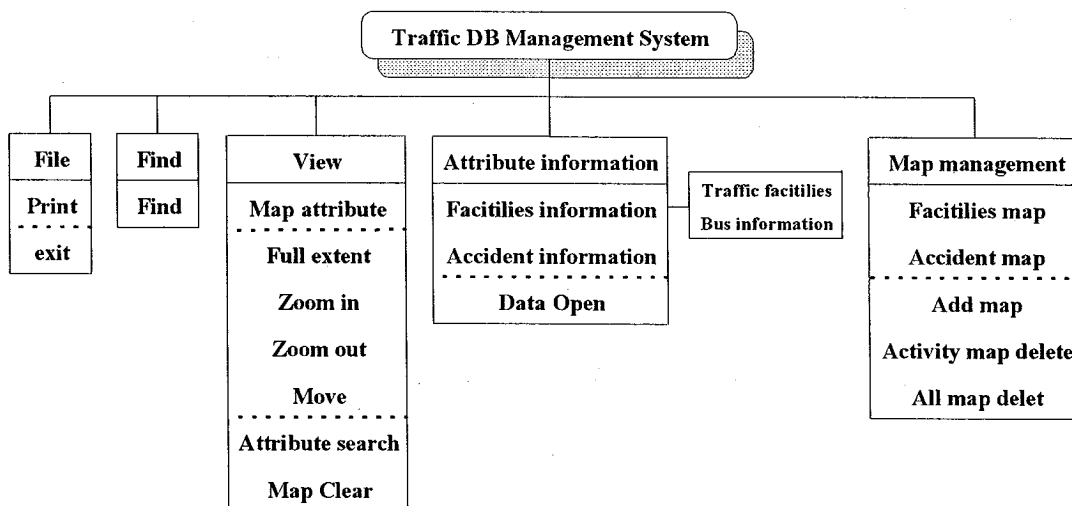 Traffic DB Management System
File
Print
exit
Find
Find
View
Map attribute
Full extent
Zoom in
Zoom out
Move
Attribute search
Map Clear
Attribute information
Facitilies information
Accident information
Data Open
Traffic facitilies
Bus information
Map management
Facitilies map
Accident map
Add map
Activity map delete
All map delet